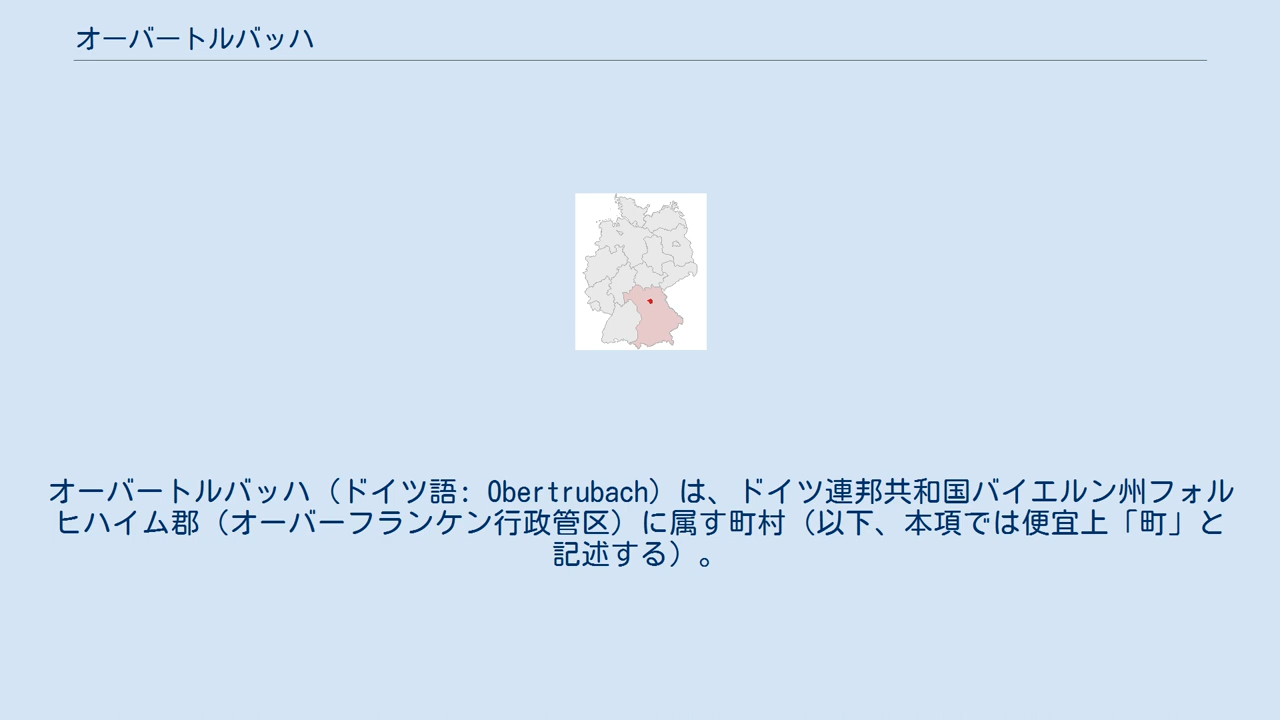 オーバートルバッハ
オーバートルバッハ（ドイツ語: Obertrubach）は、ドイツ連邦共和国バイエルン州フォル
ヒハイム郡（オーバーフランケン行政管区）に属す町村（以下、本項では便宜上「町」と
記述する）。